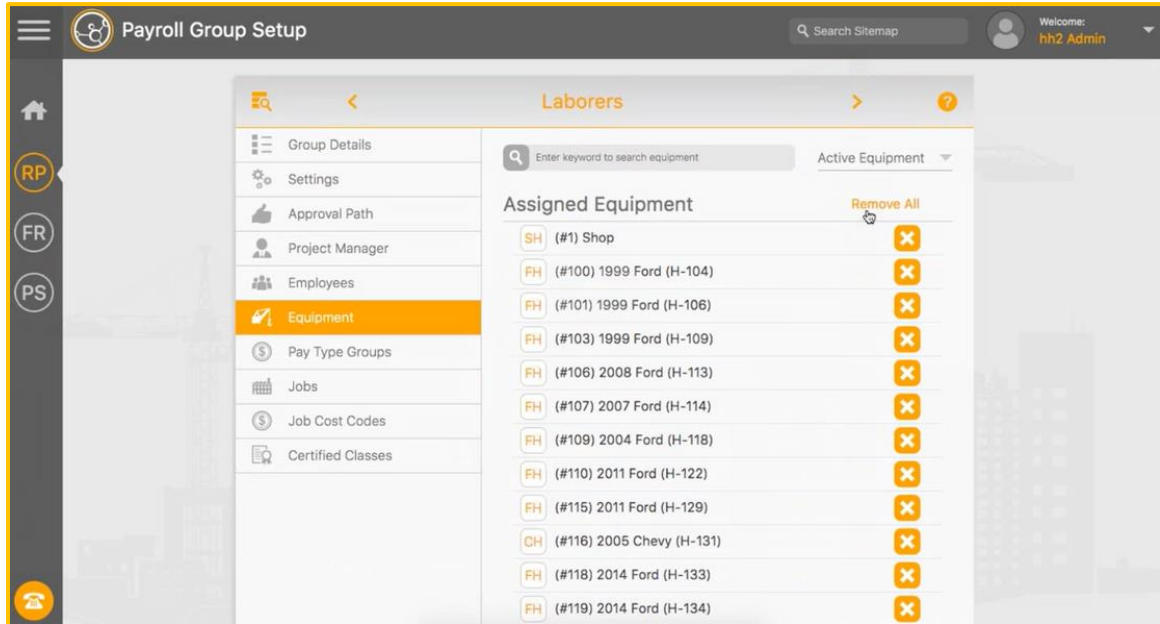 Payroll Group Setup
Search Sitemap
Welcome:
hh2 Admin
RP
FR
PS
Laborers
?
Group Details
Settings
Approval Path
Project Manager
Employees
Equipment
Pay Type Groups
Jobs
Job Cost Codes
Certified Classes
Enter keyword to search equipment
Active Equipment
Assigned Equipment Remove All
SH (#1) Shop
FH (#100) 1999 Ford (H-104)
FH (#101) 1999 Ford (H-106)
FH (#103) 1999 Ford (H-109)
FH (#106) 2008 Ford (H-113)
FH (#107) 2007 Ford (H-114)
FH (#109) 2004 Ford (H-118)
FH (#110) 2011 Ford (H-122)
FH (#115) 2011 Ford (H-129)
CH (#116) 2005 Chevy (H-131)
FH (#118) 2014 Ford (H-133)
FH (#119) 2014 Ford (H-134)